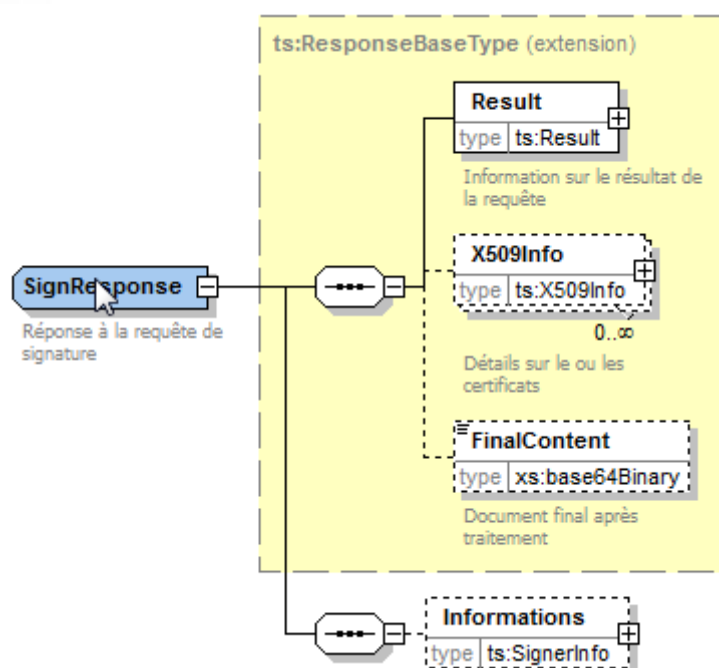 ts:ResponseBaseType (extension)
Result
type ts:Result
Information sur le résultat de
la requête
X509Info
type ts:X509Info
0..∞
Détails sur le ou les
certificats
SignResponse
Réponse à la requête de
signature
FinalContent
type xs:base64Binary
Document final après
traitement
Informations
type ts:SignerInfo